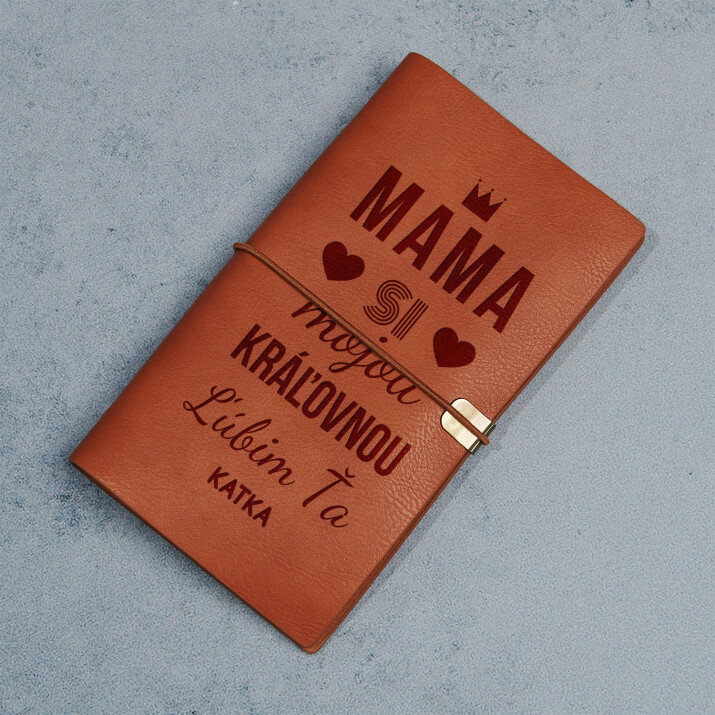 MAMA
SI
mojou
KRÁĽOVNOU
Ľúbim Ťa
KATKA